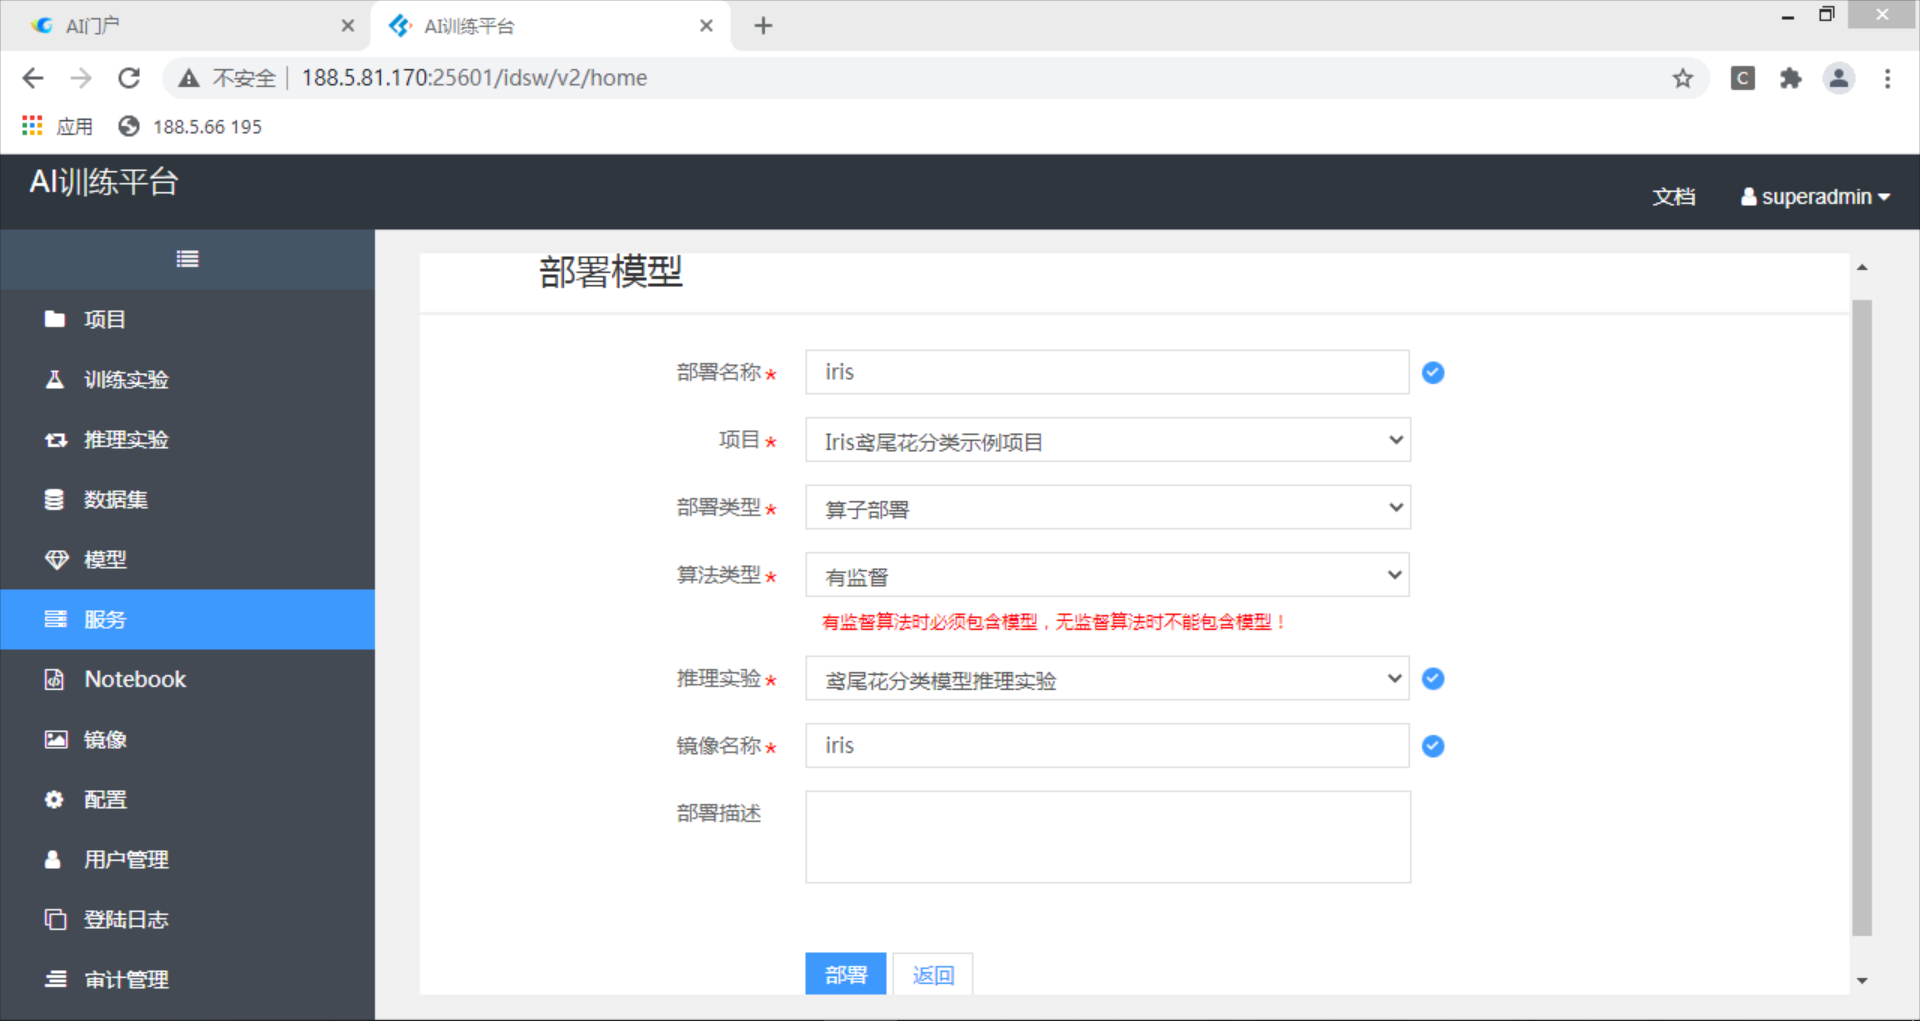 AI门户
AI训练平台
不安全 188.5.81.170:25601/idsw/v2/home
C
应用 188.5.66 195
AI训练平台
文档 superadmin
项目
训练实验
推理实验
数据集
模型
服务
Notebook
镜像
配置
用户管理
登陆日志
审计管理
部署模型
部署名称* iris
项目* Iris鸢尾花分类示例项目
部署类型* 算子部署
算法类型* 有监督
有监督算法时必须包含模型，无监督算法时不能包含模型！
推理实验* 鸢尾花分类模型推理实验
镜像名称* iris
部署描述
部署 返回